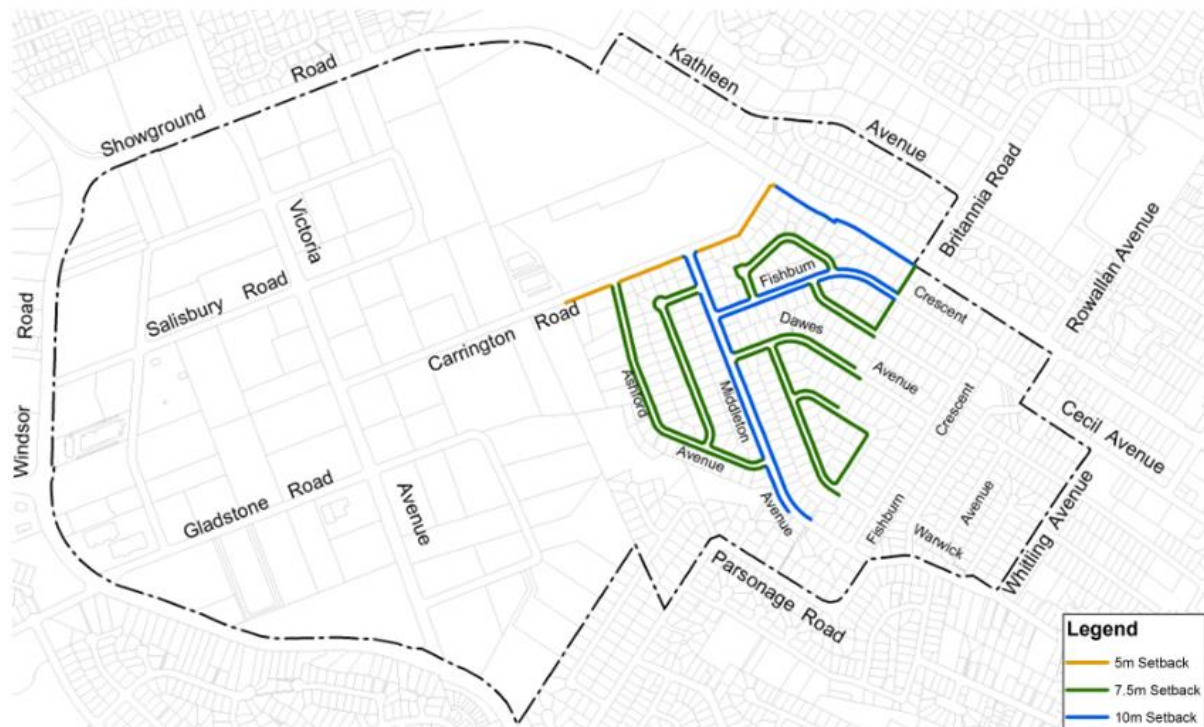 Kathleen
Avenue
Showground
Road
Britannia Road
Rowallan Avenue
Victoria
Salisbury Road
Windsor
Road
Carrington Road
Fishburn
Dawes
Crescent
Avenue
Crescent
Ashford
Avenue
Middleton
Avenue
Cecil Avenue
Whitling Avenue
Gladstone Road
Avenue
Fishburn
Avenue
Warwick
Parsonage Road
Legend
5m Setback
7.5m Setback
10m Setback